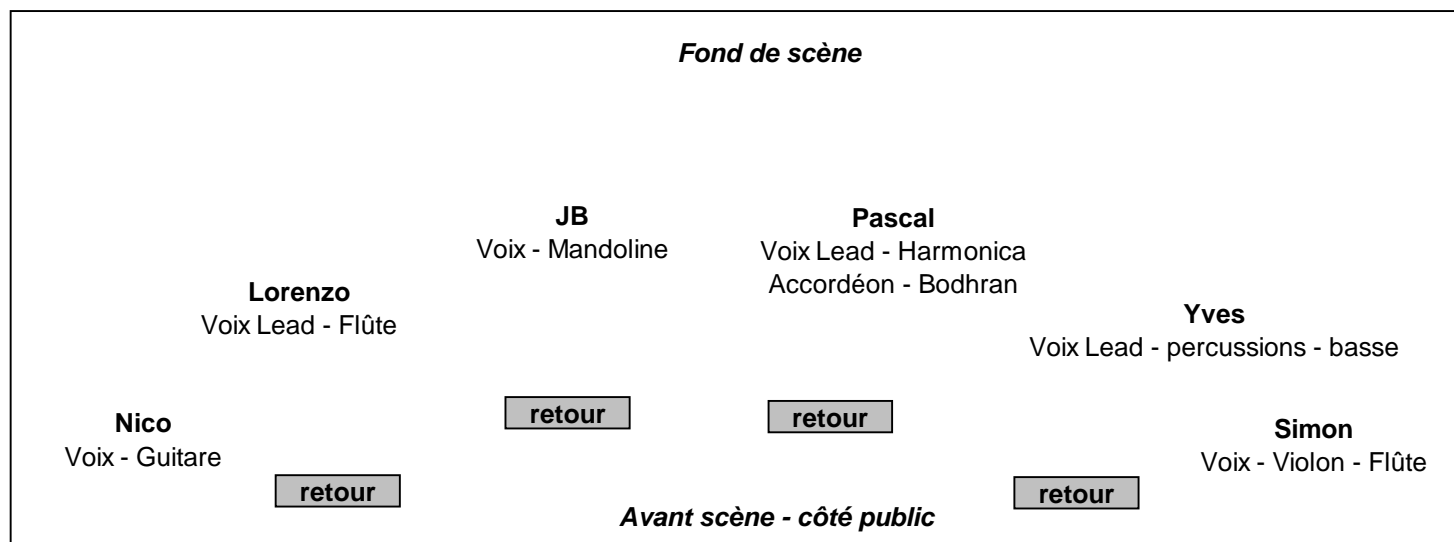 Fond de scène
JB
Voix - Mandoline
Pascal
Voix Lead - Harmonica
Accordéon - Bodhran
Lorenzo
Voix Lead - Flûte
Yves
Voix Lead - percussions - basse
retour
retour
Nico
Voix - Guitare
Simon
Voix - Violon - Flûte
retour
retour
Avant scène - côté public